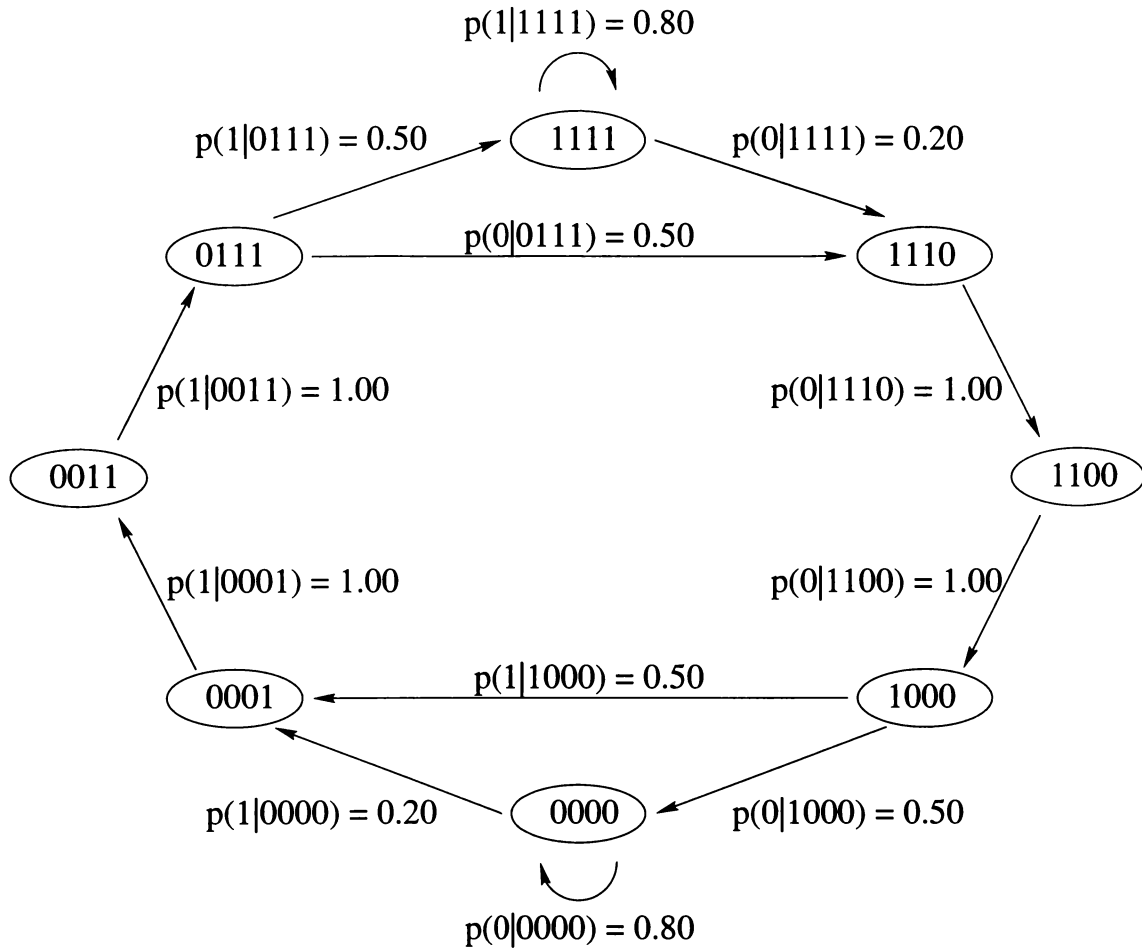 p(1|1111) = 0.80
p(1|0111) = 0.50
1111
p(0|1111) = 0.20
0111
p(0|0111) = 0.50
1110
p(1|0011) = 1.00
p(0|1110) = 1.00
0011
1100
p(1|0001) = 1.00
p(0|1100) = 1.00
0001
p(1|1000) = 0.50
1000
p(1|0000) = 0.20
0000
p(0|1000) = 0.50
p(0|0000) = 0.80